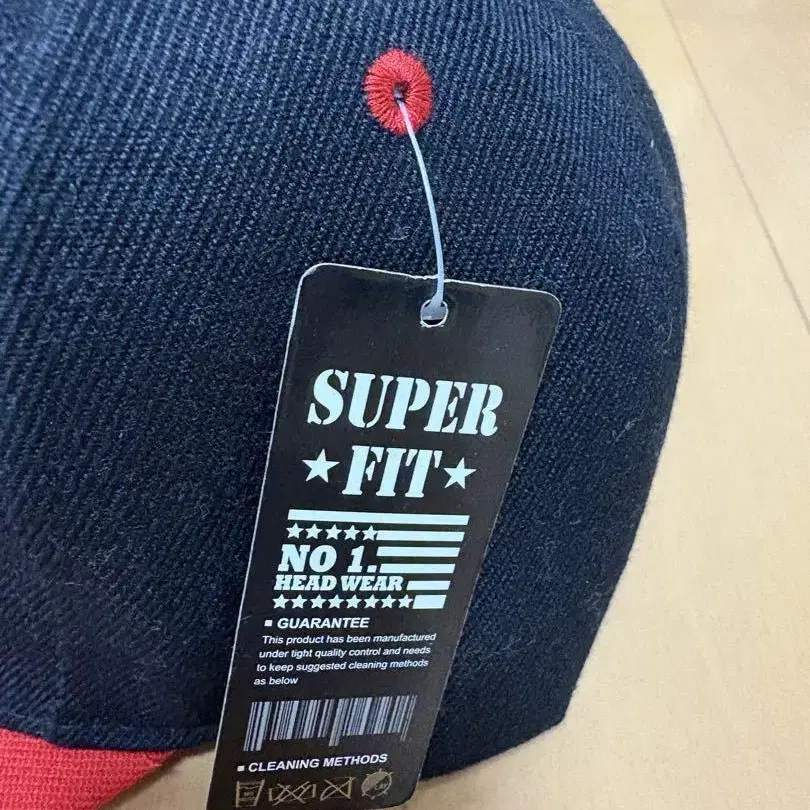 SUPER
★ FIT ★
NO 1.
HEAD WEAR
▪ GUARANTEE
This product has been manufactured
under tight quality control and needs
to keep suggested cleaning methods
as below
▪ CLEANING METHODS